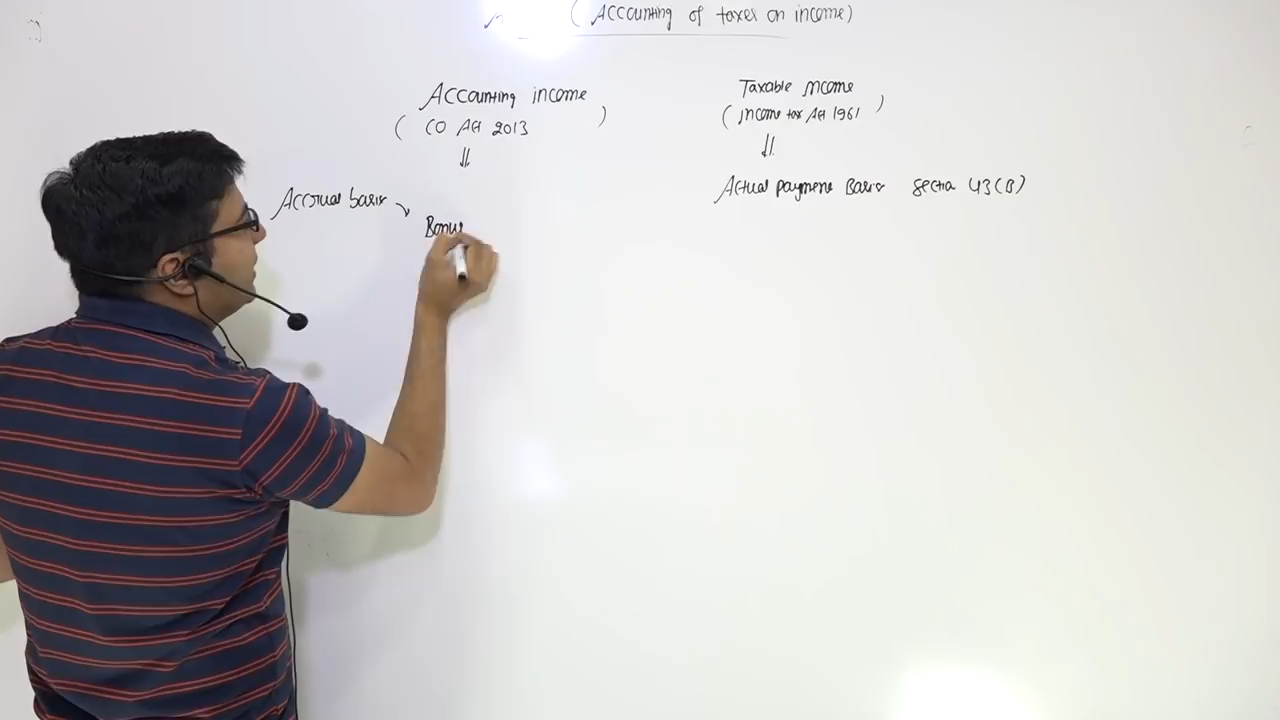 (Accounting of taxes on income)
Accounting income
(CO Act 2013)
⇓
Accrual basis ↘
Bonus
Taxable income
(income tax Act 1961)
⇓
Actual payment Basis Section 43(B)